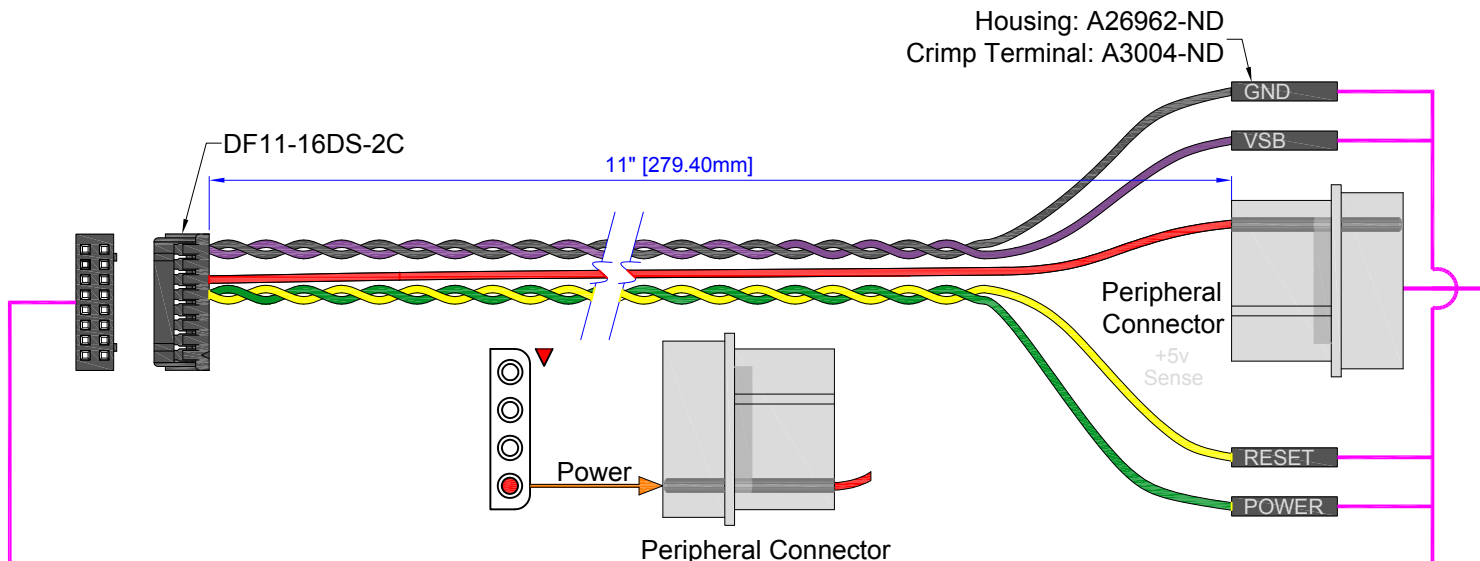 Housing: A26962-ND
Crimp Terminal: A3004-ND
GND
DF11-16DS-2C
VSB
11" [279.40mm]
Peripheral
Connector
+5v
Sense
Power
RESET
POWER
Peripheral Connector